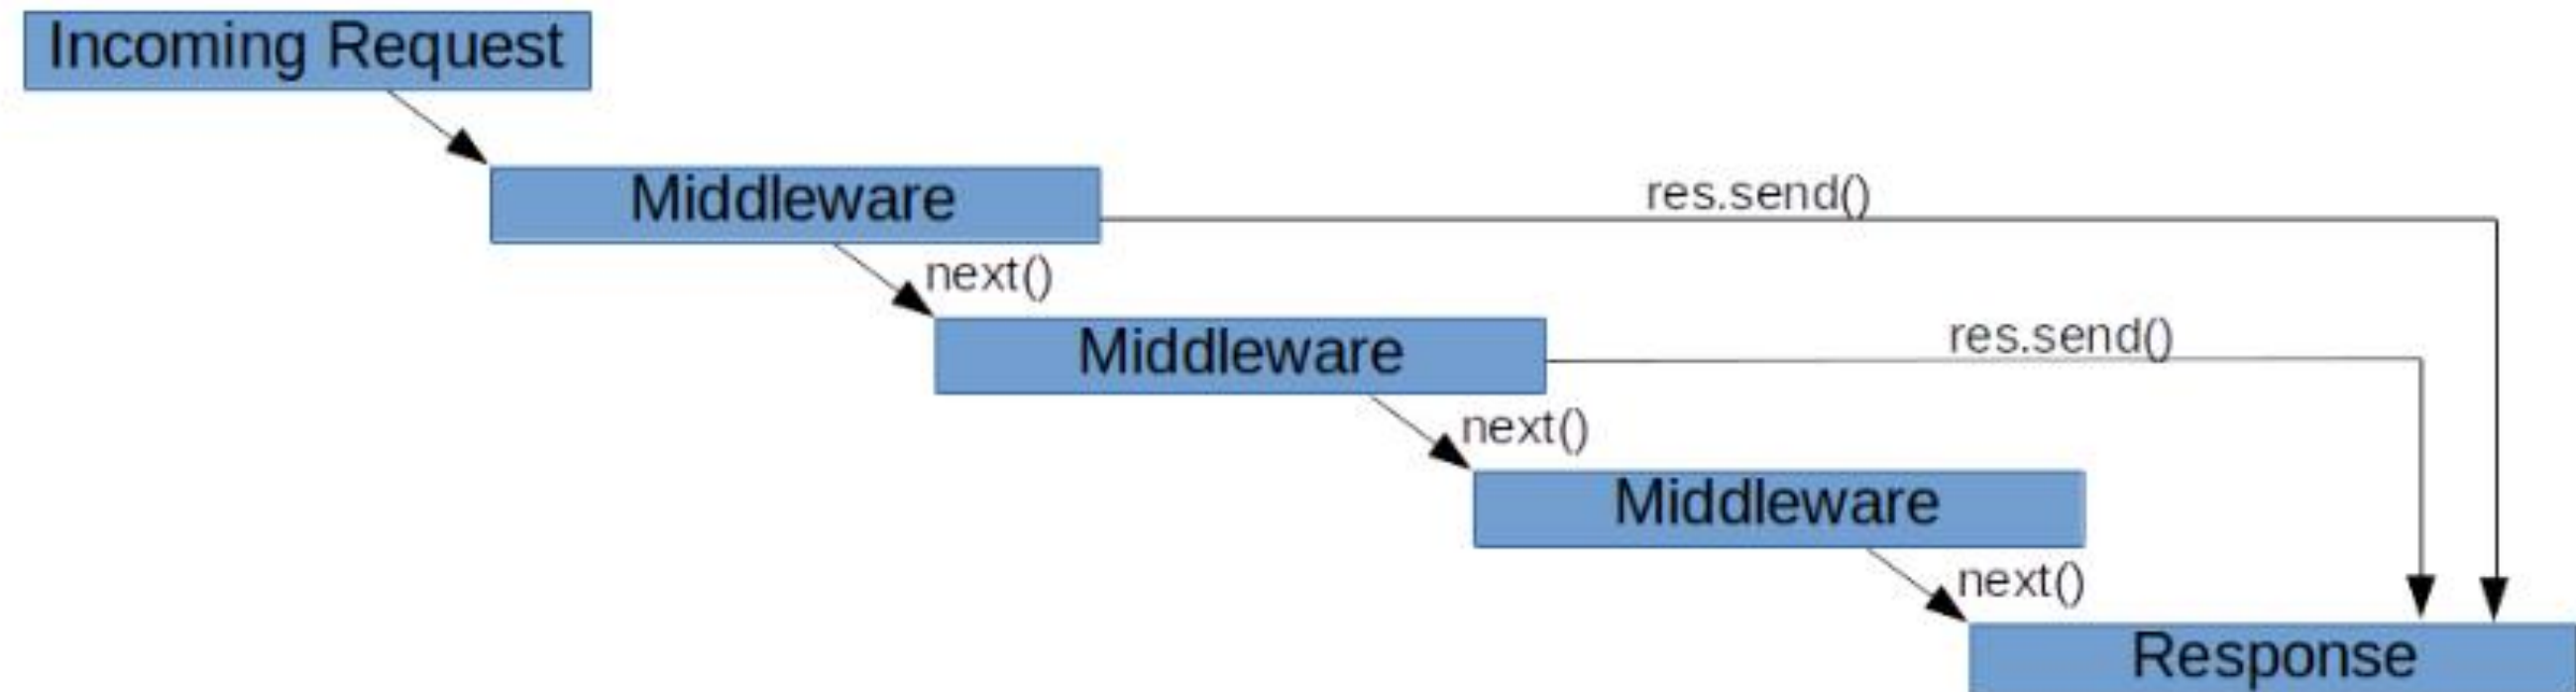 Incoming Request
Middleware
res.send()
next()
Middleware
res.send()
next()
Middleware
next()
Response